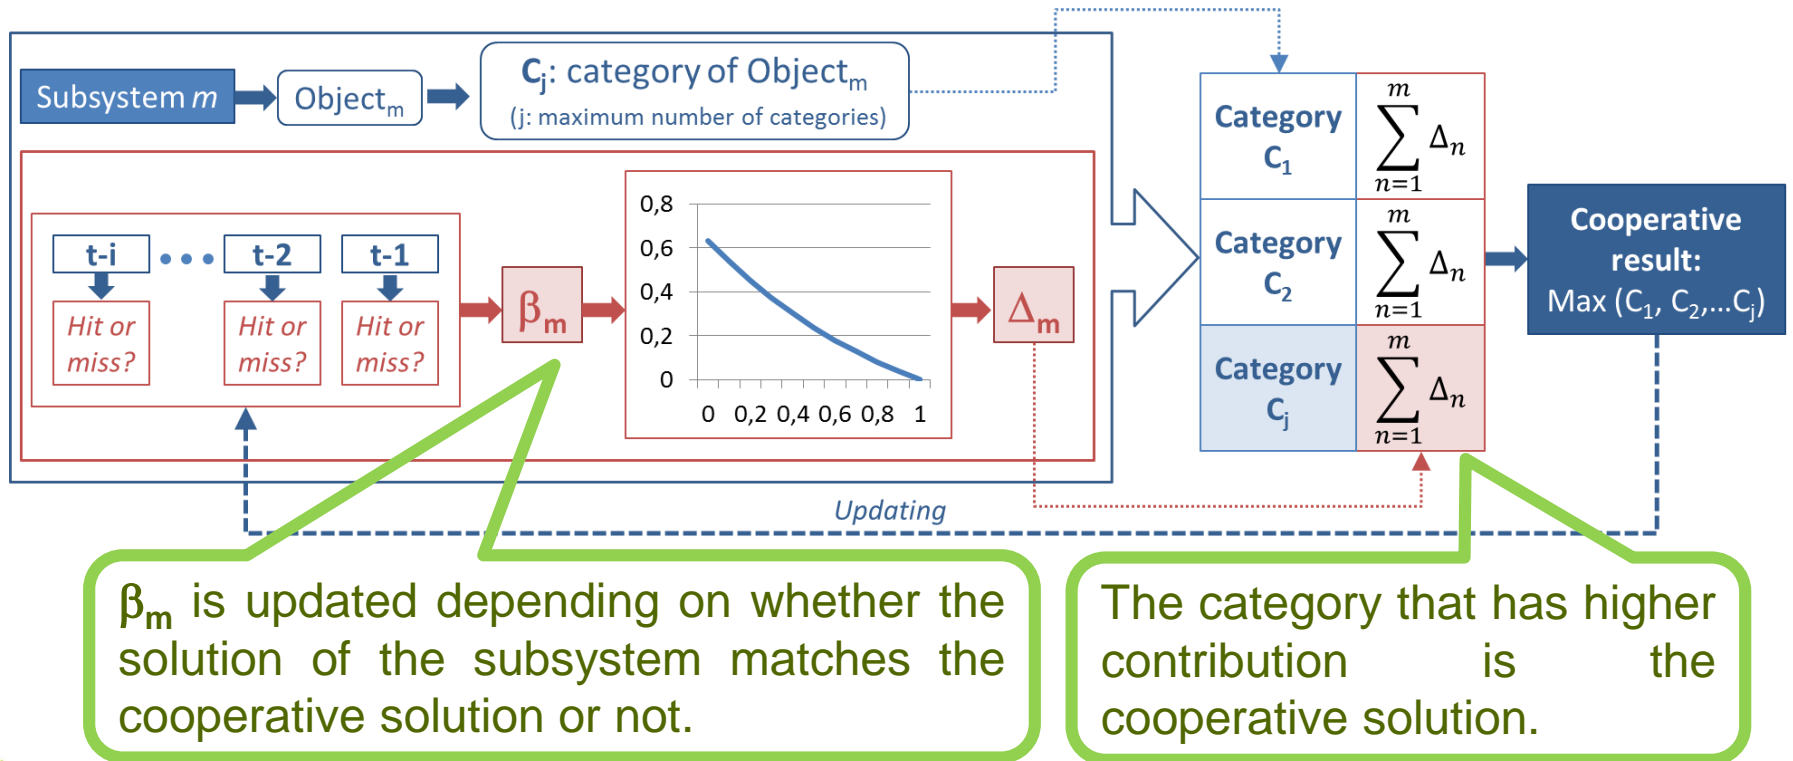 Subsystem m
Objectₘ
Cⱼ: category of Objectₘ
(j: maximum number of categories)
t-i
• • •
t-2
t-1
Hit or
miss?
Hit or
miss?
Hit or
miss?
βₘ
0,8
0,6
0,4
0,2
0
0 0,2 0,4 0,6 0,8 1
Δₘ
Category
C₁
m
∑ Δₙ
n=1
Category
C₂
m
∑ Δₙ
n=1
Category
Cⱼ
m
∑ Δₙ
n=1
Cooperative
result:
Max (C₁, C₂,...Cⱼ)
Updating
βₘ is updated depending on whether the
solution of the subsystem matches the
cooperative solution or not.
The category that has higher
contribution is the
cooperative solution.